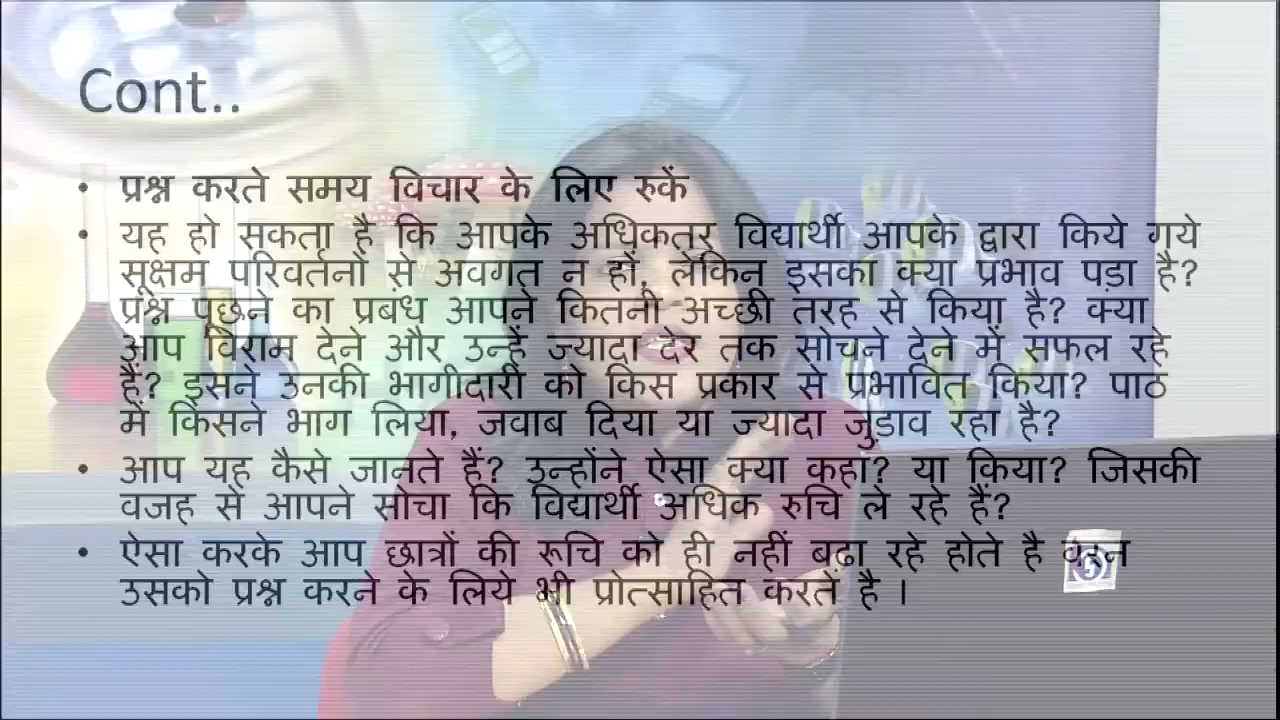 Cont..
• प्रश्न करते समय विचार के लिए रुकें
• यह हो सकता है कि आपके अधिकतर विद्यार्थी आपके द्वारा किये गये
सूक्षम परिवर्तनों से अवगत न हों, लेकिन इसका क्या प्रभाव पड़ा है?
प्रश्न पूछने का प्रबंध आपने कितनी अच्छी तरह से किया है? क्या
आप विराम देने और उन्हें ज्यादा देर तक सोचने देने में सफल रहे
हैं? इसने उनकी भागीदारी को किस प्रकार से प्रभावित किया? पाठ
में किसने भाग लिया, जवाब दिया या ज्यादा जुड़ाव रहा है?
• आप यह कैसे जानते हैं? उन्होंने ऐसा क्या कहा? या किया? जिसकी
वजह से आपने सोचा कि विद्यार्थी अधिक रुचि ले रहे हैं?
• ऐसा करके आप छात्रों की रूचि को ही नहीं बढ़ा रहे होते है वरन
उसको प्रश्न करने के लिये भी प्रोत्साहित करते है ।